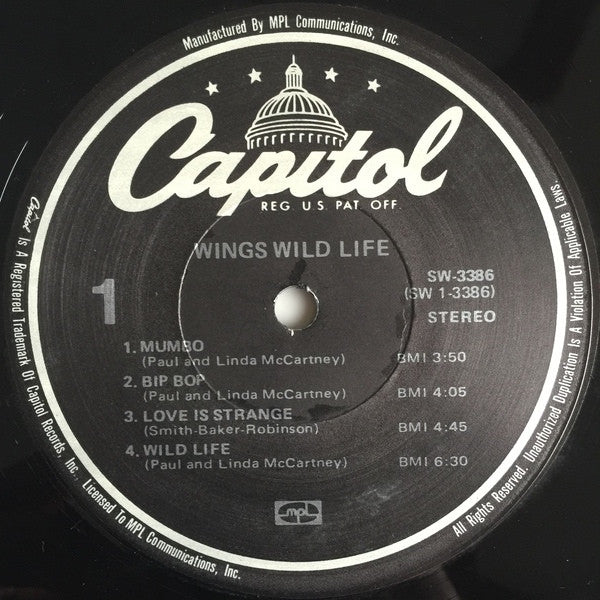 Manufactured By MPL Communications, Inc.
Capitol
REG. U.S. PAT. OFF.
WINGS WILD LIFE
SW-3386
(SW 1-3386)
1
STEREO
1. MUMBO
(Paul and Linda McCartney) BMI 3:50
2. BIP BOP
(Paul and Linda McCartney) BMI 4:05
3. LOVE IS STRANGE
(Smith-Baker-Robinson) BMI 4:45
4. WILD LIFE
(Paul and Linda McCartney) BMI 6:30
mpl
Capitol Is A Registered Trademark Of Capitol Records, Inc., Licensed To MPL Communications, Inc.
All Rights Reserved. Unauthorized Duplication Is A Violation Of Applicable Laws.